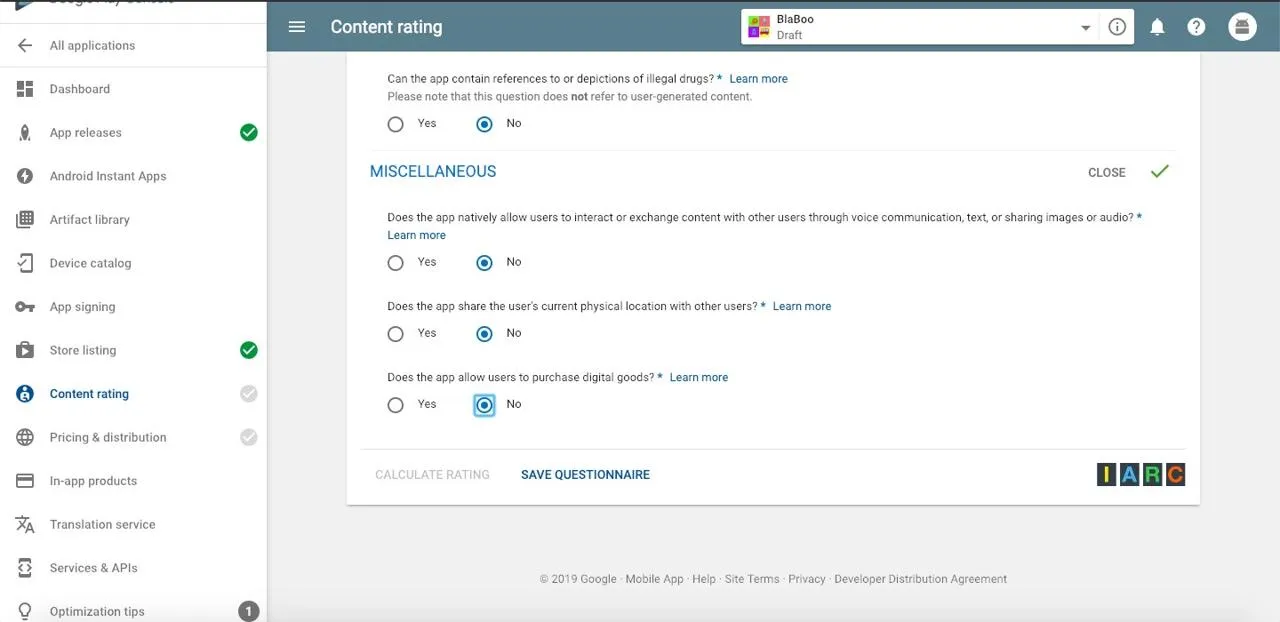 All applications
Dashboard
App releases
Android Instant Apps
Artifact library
Device catalog
App signing
Store listing
Content rating
Pricing & distribution
In-app products
Translation service
Services & APIs
Optimization tips 1
Content rating
BlaBoo
Draft
Can the app contain references to or depictions of illegal drugs? * Learn more
Please note that this question does not refer to user-generated content.
Yes No
MISCELLANEOUS CLOSE
Does the app natively allow users to interact or exchange content with other users through voice communication, text, or sharing images or audio? *
Learn more
Yes No
Does the app share the user's current physical location with other users? * Learn more
Yes No
Does the app allow users to purchase digital goods? * Learn more
Yes No
CALCULATE RATING SAVE QUESTIONNAIRE IARC
© 2019 Google · Mobile App · Help · Site Terms · Privacy · Developer Distribution Agreement